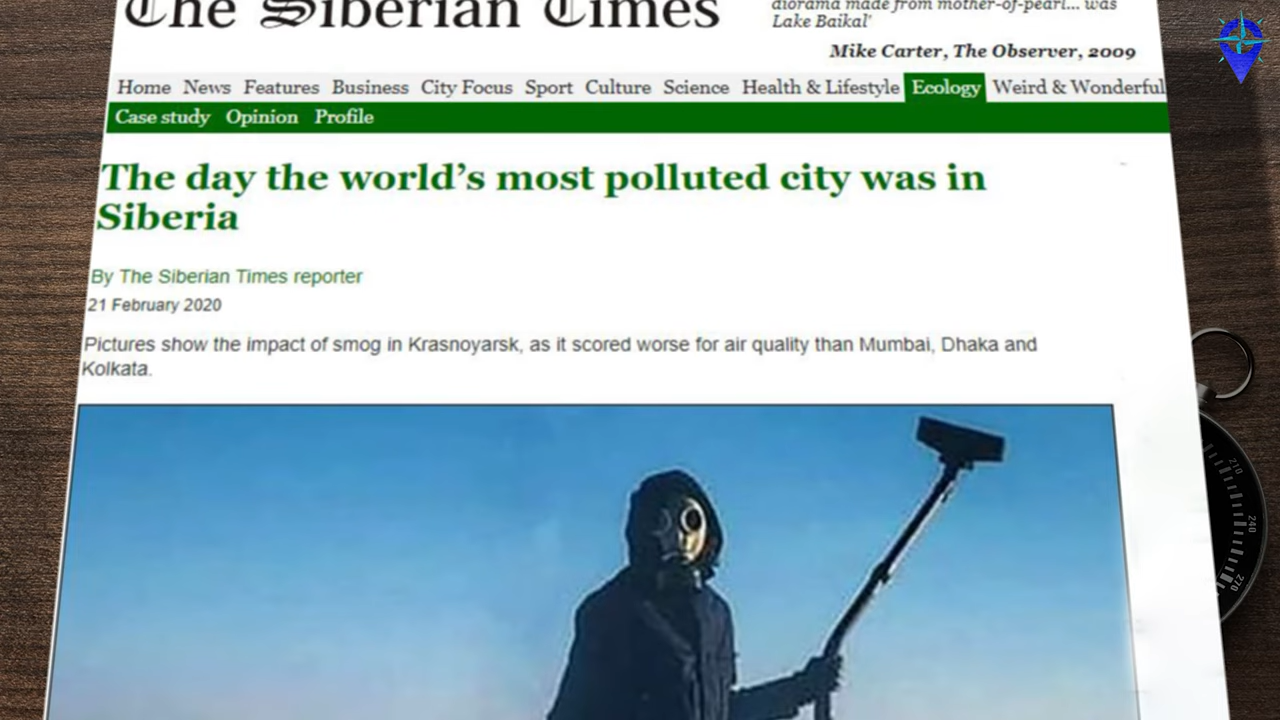 The Siberian Times
diorama made from mother-of-pearl... was
Lake Baikal'
Mike Carter, The Observer, 2009
Home News Features Business City Focus Sport Culture Science Health & Lifestyle Ecology Weird & Wonderful
Case study Opinion Profile
The day the world's most polluted city was in
Siberia
By The Siberian Times reporter
21 February 2020
Pictures show the impact of smog in Krasnoyarsk, as it scored worse for air quality than Mumbai, Dhaka and
Kolkata.
210
240
270